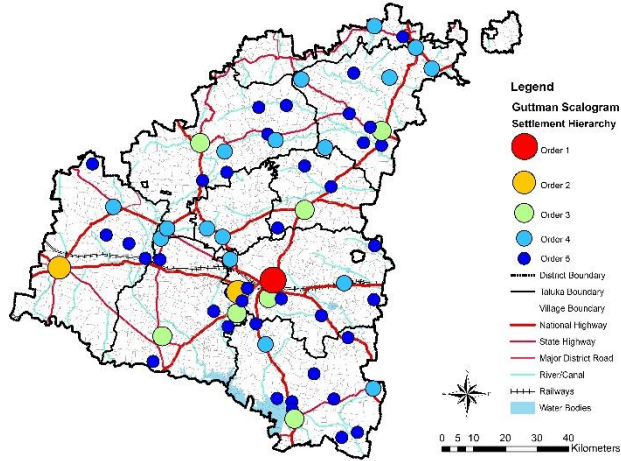 Legend
Guttman Scalogram
Settlement Hierarchy
Order 1
Order 2
Order 3
Order 4
Order 5
District Boundary
Taluka Boundary
Village Boundary
National Highway
State Highway
Major District Road
River/Canal
Railways
Water Bodies
0 5 10 20 30 40
Kilometers